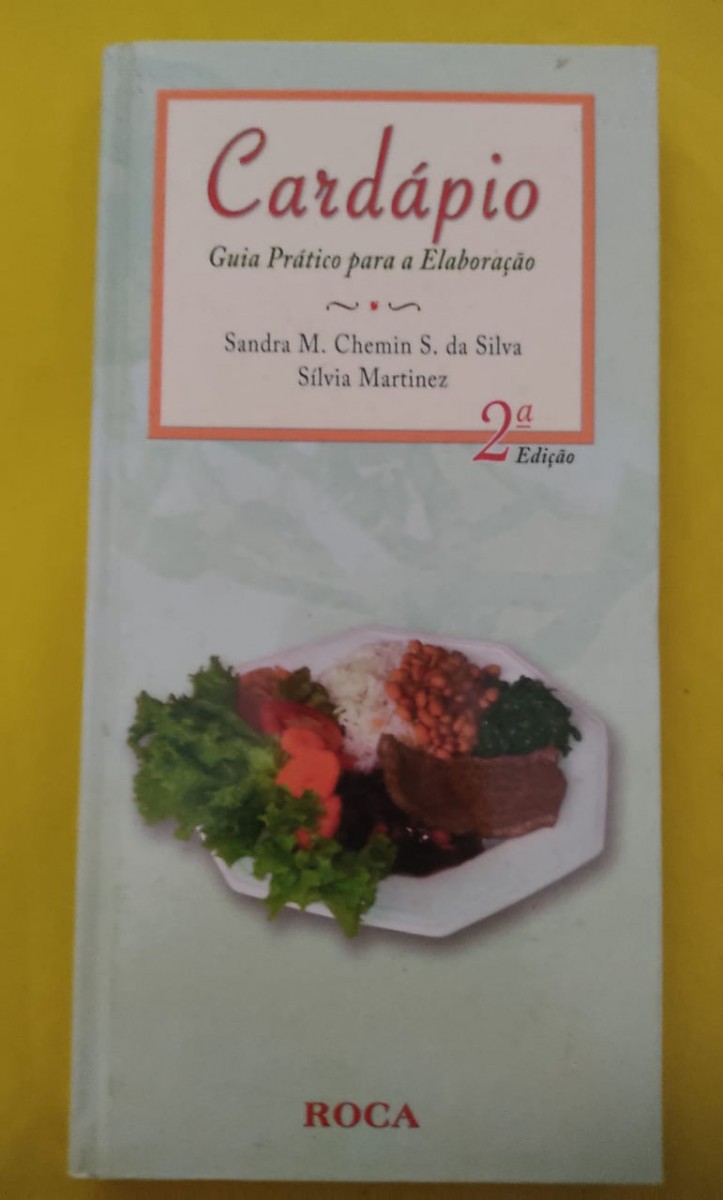 Cardápio
Guia Prático para a Elaboração
Sandra M. Chemin S. da Silva
Sílvia Martinez
2ª
Edição
ROCA